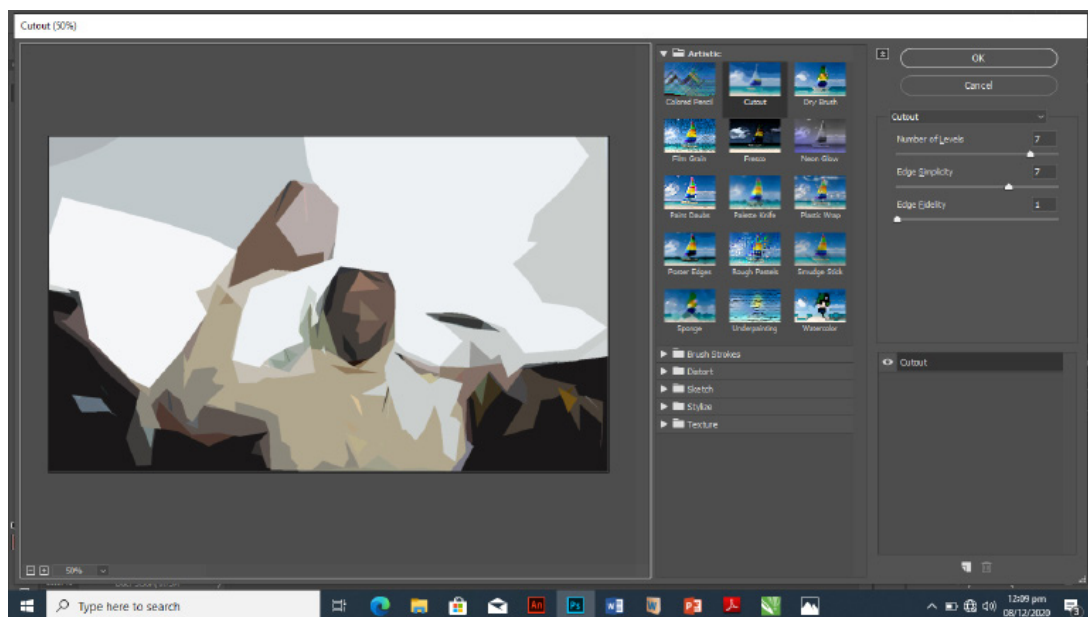 Cutout (50%)
Artistic
Colored Pencil
Cutout
Dry Brush
Film Grain
Fresco
Neon Glow
Paint Daubs
Palette Knife
Plastic Wrap
Poster Edges
Rough Pastels
Smudge Stick
Sponge
Underpainting
Watercolor
Brush Strokes
Distort
Sketch
Stylize
Texture
OK
Cancel
Cutout
Number of Levels 7
Edge Simplicity 7
Edge Fidelity 1
Cutout
50%
Type here to search
An
Ps
12:09 pm
08/12/2020
3